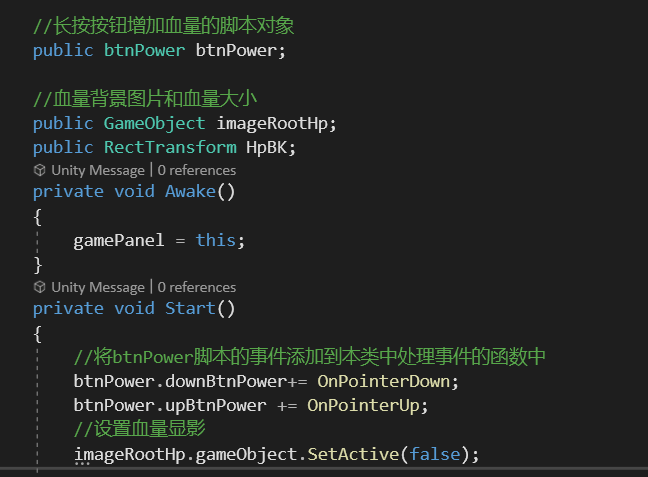 //长按按钮增加血量的脚本对象
public btnPower btnPower;
//血量背景图片和血量大小
public GameObject imageRootHp;
public RectTransform HpBK;
Unity Message | 0 references
private void Awake()
{
gamePanel = this;
}
Unity Message | 0 references
private void Start()
{
//将btnPower脚本的事件添加到本类中处理事件的函数中
btnPower.downBtnPower+= OnPointerDown;
btnPower.upBtnPower += OnPointerUp;
//设置血量显影
imageRootHp.gameObject.SetActive(false);